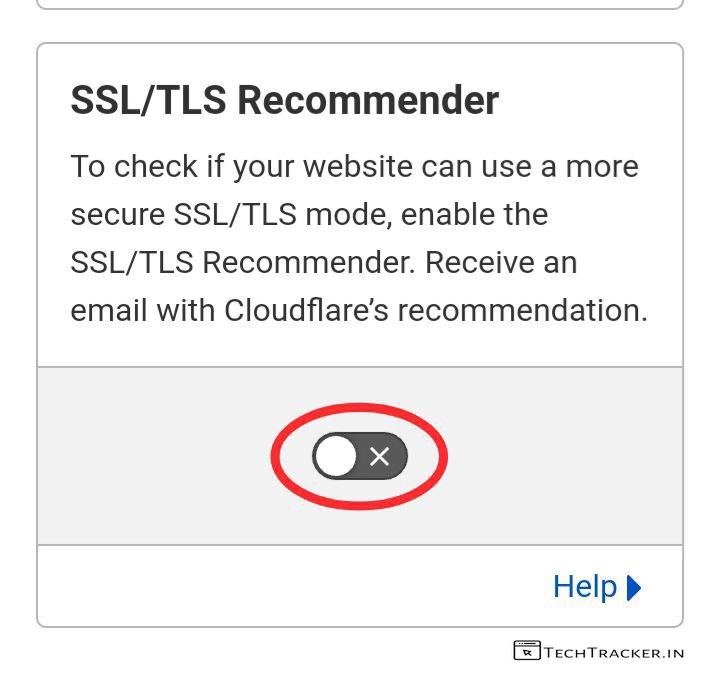 SSL/TLS Recommender
To check if your website can use a more
secure SSL/TLS mode, enable the
SSL/TLS Recommender. Receive an
email with Cloudflare’s recommendation.
Help
TECHTRACKER.IN